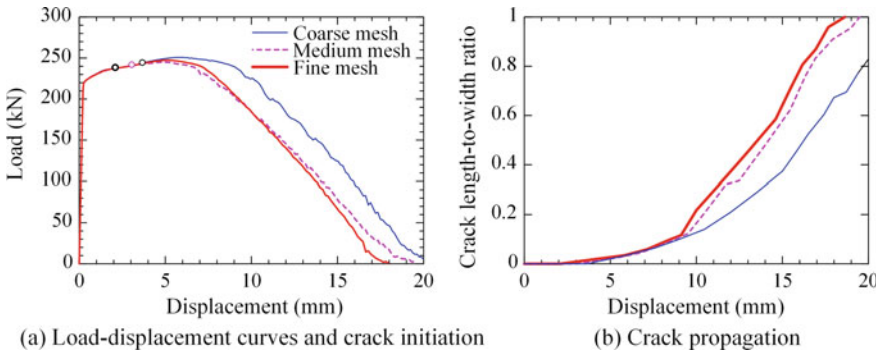 (a)
300
250
200
150
100
50
0
Load (kN)
Coarse mesh
Medium mesh
Fine mesh
0 5 10 15 20
Displacement (mm)
(a) Load-displacement curves and crack initiation
(b)
1
0.8
0.6
0.4
0.2
0
Crack length-to-width ratio
0 5 10 15 20
Displacement (mm)
(b) Crack propagation